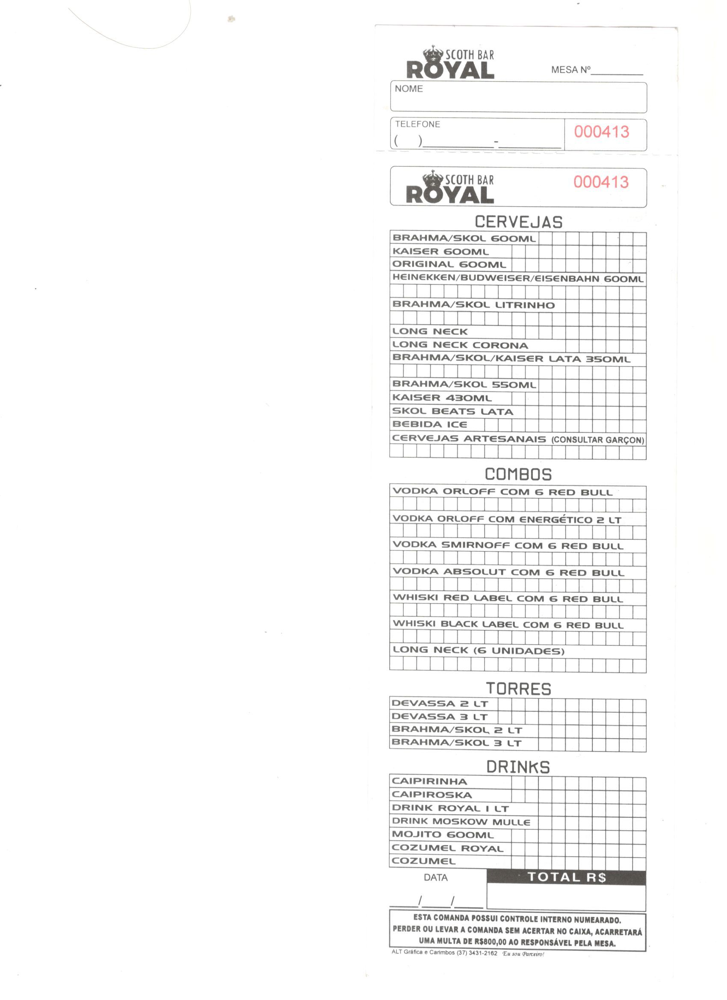 SCOTH BAR
ROYAL
MESA Nº
NOME
TELEFONE
( ) -
000413
SCOTH BAR
ROYAL
000413
CERVEJAS
BRAHMA/SKOL 600ML
KAISER 600ML
ORIGINAL 600ML
HEINEKKEN/BUDWEISER/EISENBAHN 600ML
BRAHMA/SKOL LITRINHO
LONG NECK
LONG NECK CORONA
BRAHMA/SKOL/KAISER LATA 350ML
BRAHMA/SKOL 550ML
KAISER 430ML
SKOL BEATS LATA
BEBIDA ICE
CERVEJAS ARTESANAIS (CONSULTAR GARÇON)
COMBOS
VODKA ORLOFF COM 6 RED BULL
VODKA ORLOFF COM ENERGÉTICO 2 LT
VODKA SMIRNOFF COM 6 RED BULL
VODKA ABSOLUT COM 6 RED BULL
WHISKI RED LABEL COM 6 RED BULL
WHISKI BLACK LABEL COM 6 RED BULL
LONG NECK (6 UNIDADES)
TORRES
DEVASSA 2 LT
DEVASSA 3 LT
BRAHMA/SKOL 2 LT
BRAHMA/SKOL 3 LT
DRINKS
CAIPIRINHA
CAIPIROSKA
DRINK ROYAL 1 LT
DRINK MOSKOW MULLE
MOJITO 600ML
COZUMEL ROYAL
COZUMEL
DATA
TOTAL R$
____/____/____
ESTA COMANDA POSSUI CONTROLE INTERNO NUMEARADO.
PERDER OU LEVAR A COMANDA SEM ACERTAR NO CAIXA, ACARRETARÁ
UMA MULTA DE R$800,00 AO RESPONSÁVEL PELA MESA.
ALT Gráfica e Carimbos (37) 3431-2162 Eu sou Parceiro!